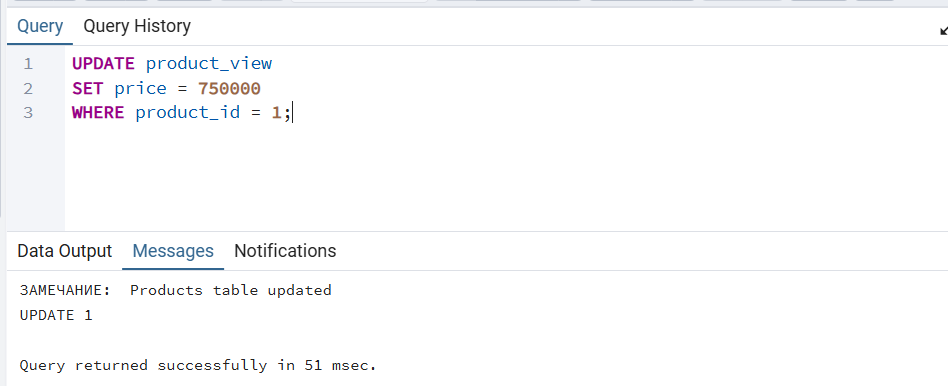 Query Query History
1 UPDATE product_view
2 SET price = 750000
3 WHERE product_id = 1;
Data Output Messages Notifications
ЗАМЕЧАНИЕ:  Products table updated
UPDATE 1
Query returned successfully in 51 msec.